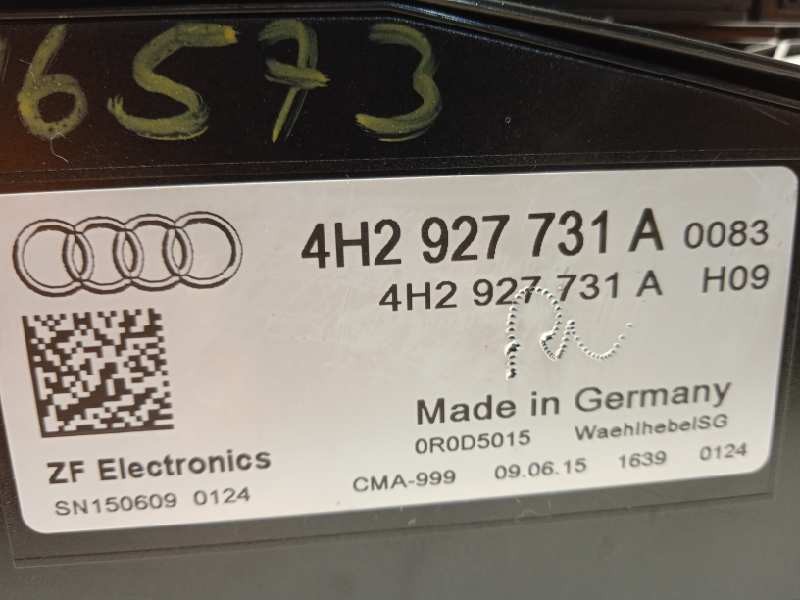 6573
4H2 927 731 A 0083
4H2 927 731 A H09
Made in Germany
0R0D5015 WaehlhebelSG
ZF Electronics
CMA-999 09.06.15 1639 0124
SN150609 0124